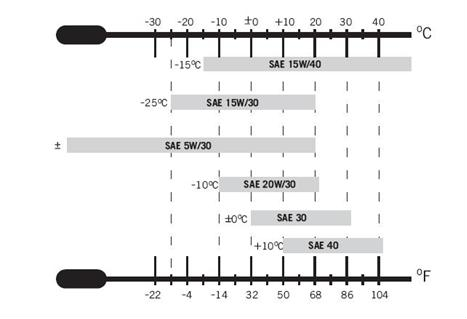 -30 -20 -10 ±0 +10 20 30 40 °C
-15°C SAE 15W/40
-25°C SAE 15W/30
± SAE 5W/30
-10°C SAE 20W/30
±0°C SAE 30
+10°C SAE 40
°F
-22 -4 -14 32 50 68 86 104